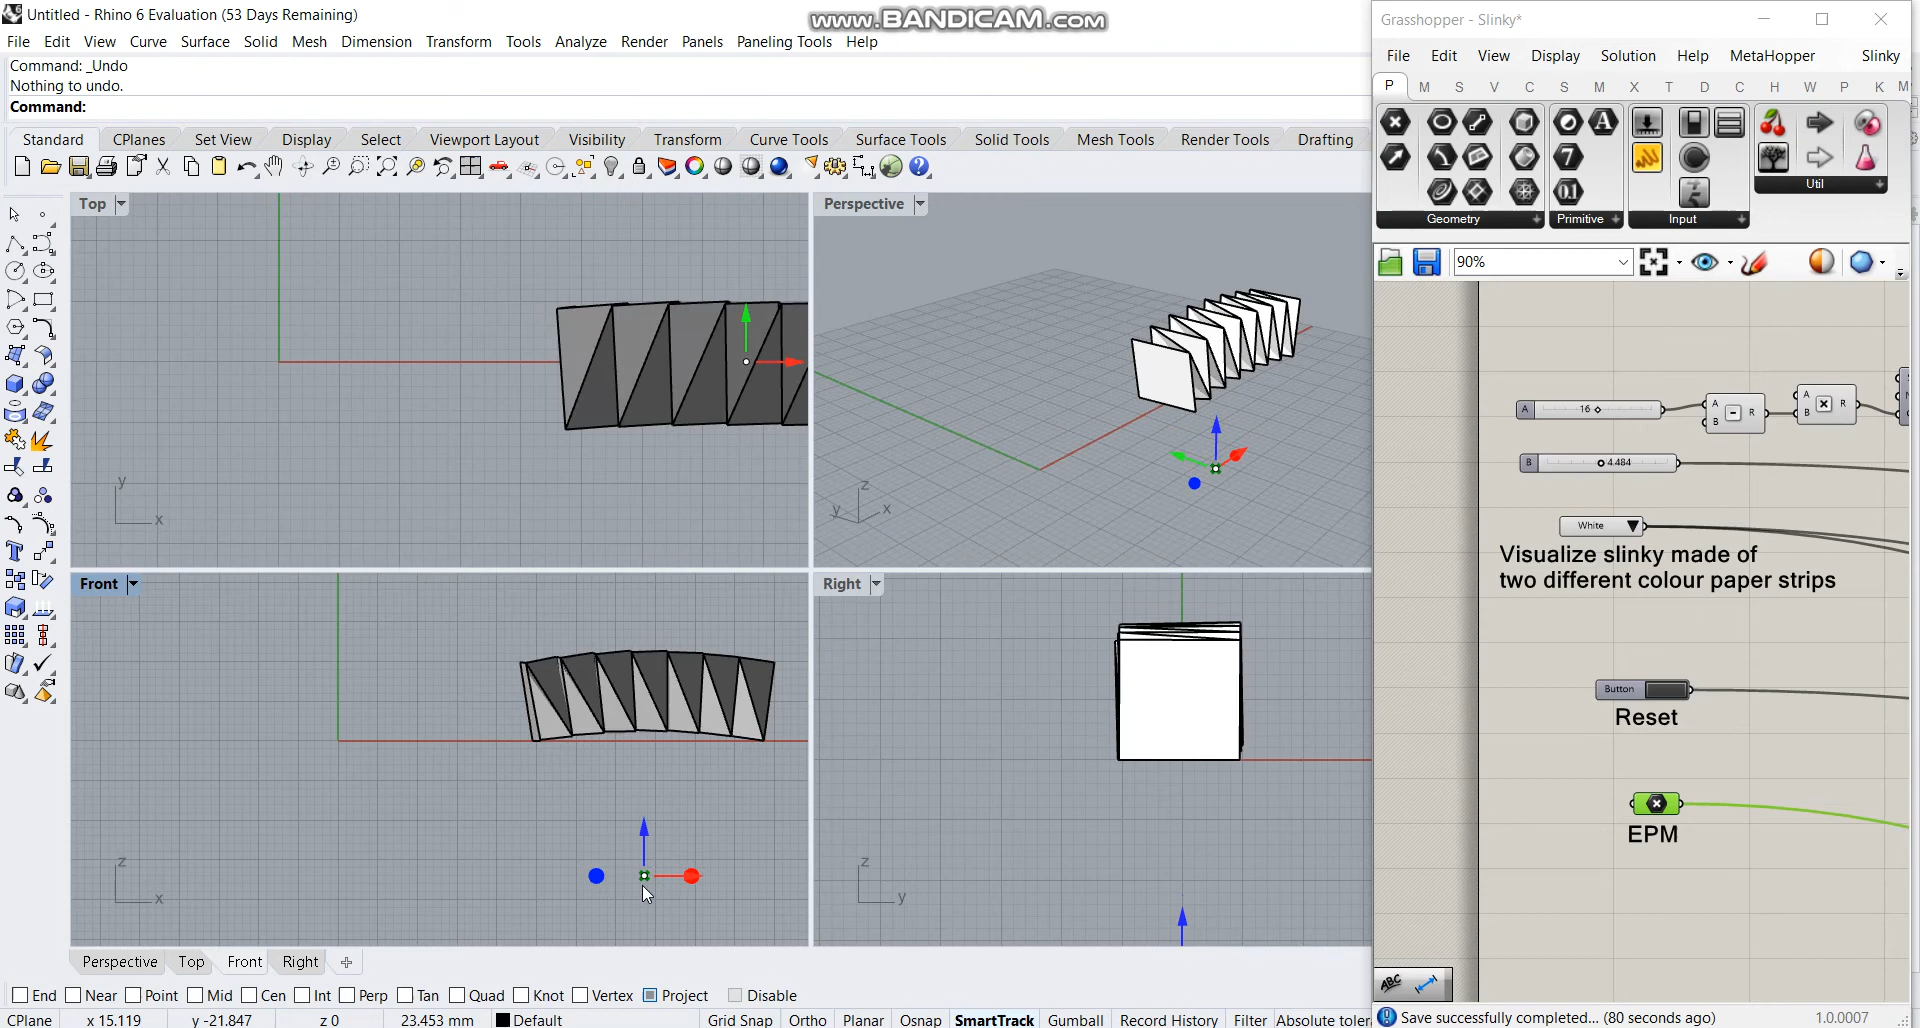 Untitled - Rhino 6 Evaluation (53 Days Remaining)
www.BANDICAM.com
File Edit View Curve Surface Solid Mesh Dimension Transform Tools Analyze Render Panels Paneling Tools Help
Command: _Undo
Nothing to undo.
Command:
Standard CPlanes Set View Display Select Viewport Layout Visibility Transform Curve Tools Surface Tools Solid Tools Mesh Tools Render Tools Drafting
Top
y
x
Perspective
z
y x
Front
z
x
Right
z
y
Perspective Top Front Right
End Near Point Mid Cen Int Perp Tan Quad Knot Vertex Project Disable
CPlane x 15.119 y -21.847 z 0 23.453 mm Default Grid Snap Ortho Planar Osnap SmartTrack Gumball Record History Filter Absolute toler
Grasshopper - Slinky*
File Edit View Display Solution Help MetaHopper Slinky
P M S V C S M X T D C H W P K M
Geometry Primitive Input Util
90%
A 16
A B R
A B R
B 4.484
White
Visualize slinky made of
two different colour paper strips
Button
Reset
EPM
ABC
Save successfully completed... (80 seconds ago) 1.0.0007